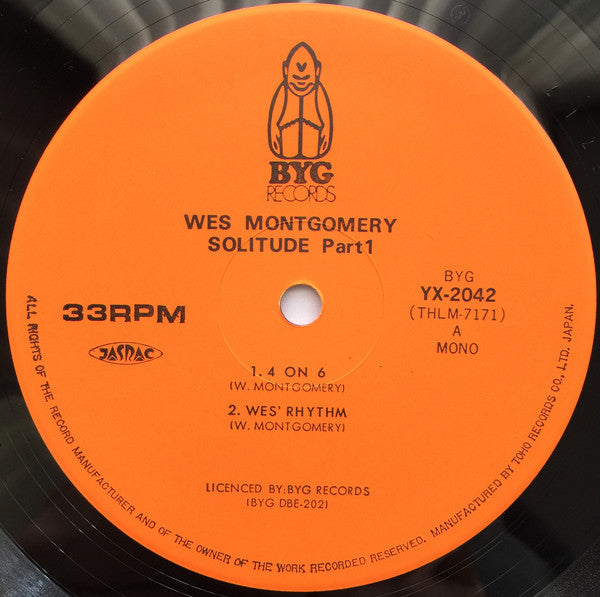 BYG
RECORDS
WES MONTGOMERY
SOLITUDE Part1
33RPM
JASRAC
BYG
YX-2042
(THLM-7171)
A
MONO
1. 4 ON 6
(W. MONTGOMERY)
2. WES' RHYTHM
(W. MONTGOMERY)
LICENCED BY: BYG RECORDS
(BYG DBE-202)
ALL RIGHTS OF THE RECORD MANUFACTURER AND OF THE OWNER OF THE WORK RECORDED RESERVED. MANUFACTURED BY TOHO RECORDS CO., LTD. JAPAN.